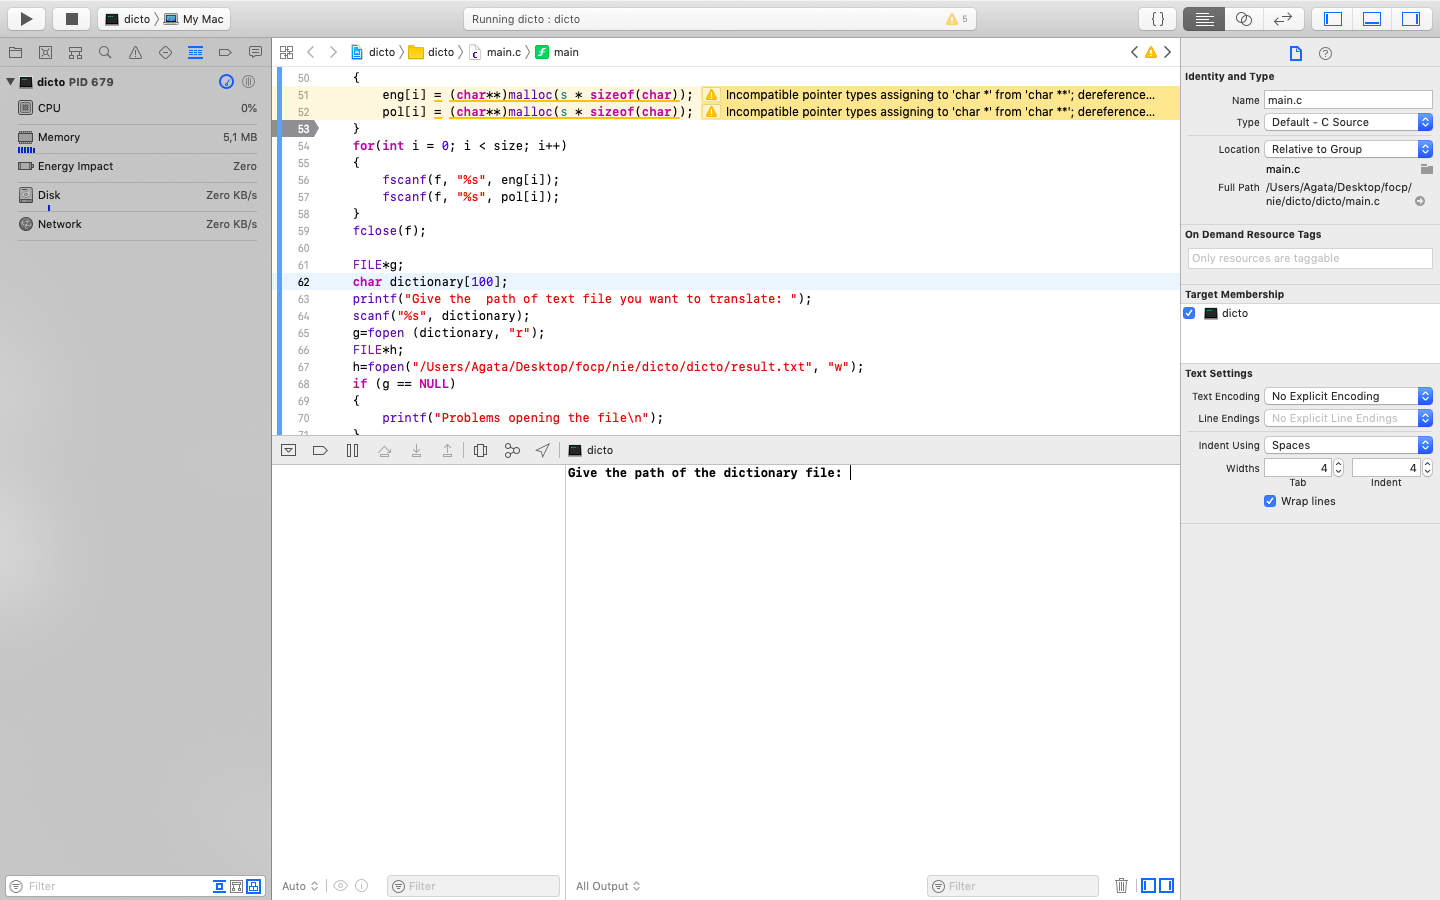 dicto 〉 My Mac
Running dicto : dicto
5
{ }
dicto 〉 dicto 〉 main.c 〉 main
dicto PID 679
CPU 0%
Memory 5,1 MB
Energy Impact Zero
Disk Zero KB/s
Network Zero KB/s
50 {
51 eng[i] = (char**)malloc(s * sizeof(char)); Incompatible pointer types assigning to 'char *' from 'char **'; dereference...
52 pol[i] = (char**)malloc(s * sizeof(char)); Incompatible pointer types assigning to 'char *' from 'char **'; dereference...
53 }
54 for(int i = 0; i < size; i++)
55 {
56 fscanf(f, "%s", eng[i]);
57 fscanf(f, "%s", pol[i]);
58 }
59 fclose(f);
60
61 FILE*g;
62 char dictionary[100];
63 printf("Give the  path of text file you want to translate: ");
64 scanf("%s", dictionary);
65 g=fopen (dictionary, "r");
66 FILE*h;
67 h=fopen("/Users/Agata/Desktop/focp/nie/dicto/dicto/result.txt", "w");
68 if (g == NULL)
69 {
70 printf("Problems opening the file\n");
71 }
dicto
Give the path of the dictionary file:
Identity and Type
Name main.c
Type Default - C Source
Location Relative to Group
main.c
Full Path /Users/Agata/Desktop/focp/
nie/dicto/dicto/main.c
On Demand Resource Tags
Only resources are taggable
Target Membership
dicto
Text Settings
Text Encoding No Explicit Encoding
Line Endings No Explicit Line Endings
Indent Using Spaces
Widths 4 4
Tab Indent
Wrap lines
Filter
Auto
Filter
All Output
Filter